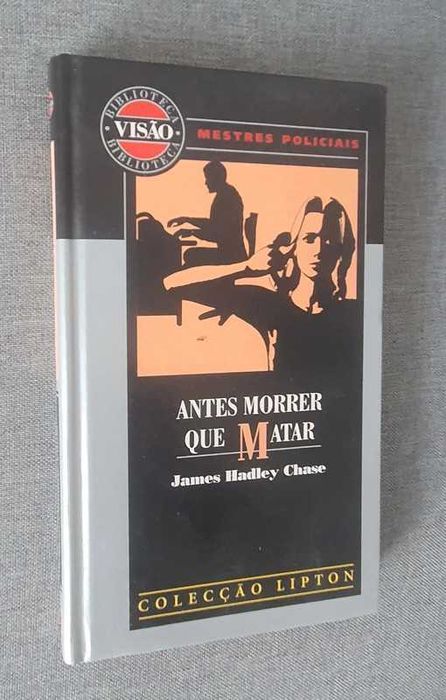 BIBLIOTECA
VISÃO
BIBLIOTECA
MESTRES POLICIAIS
ANTES MORRER
QUE MATAR
James Hadley Chase
COLECÇÃO LIPTON